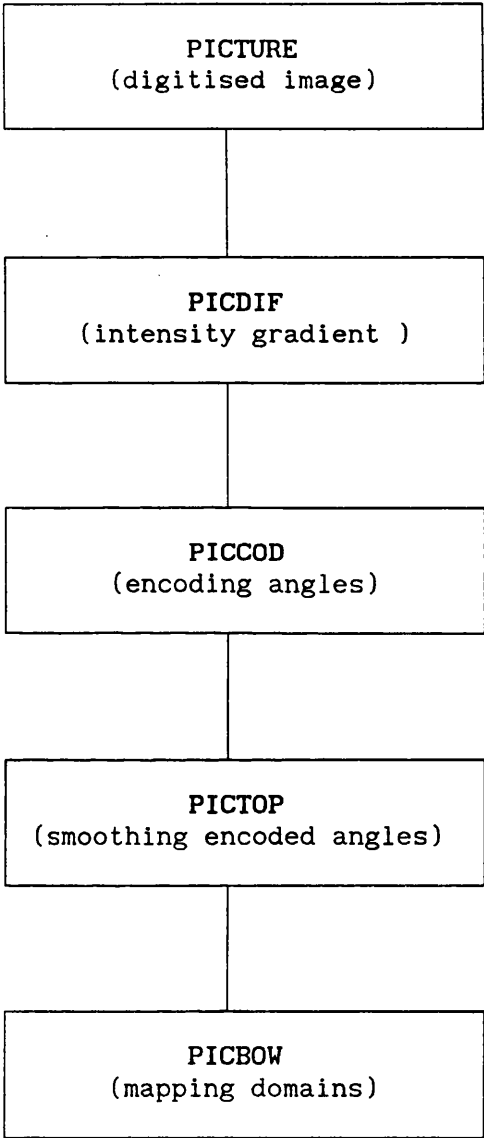 PICTURE
(digitised image)
PICDIF
(intensity gradient )
PICCOD
(encoding angles)
PICTOP
(smoothing encoded angles)
PICBOW
(mapping domains)